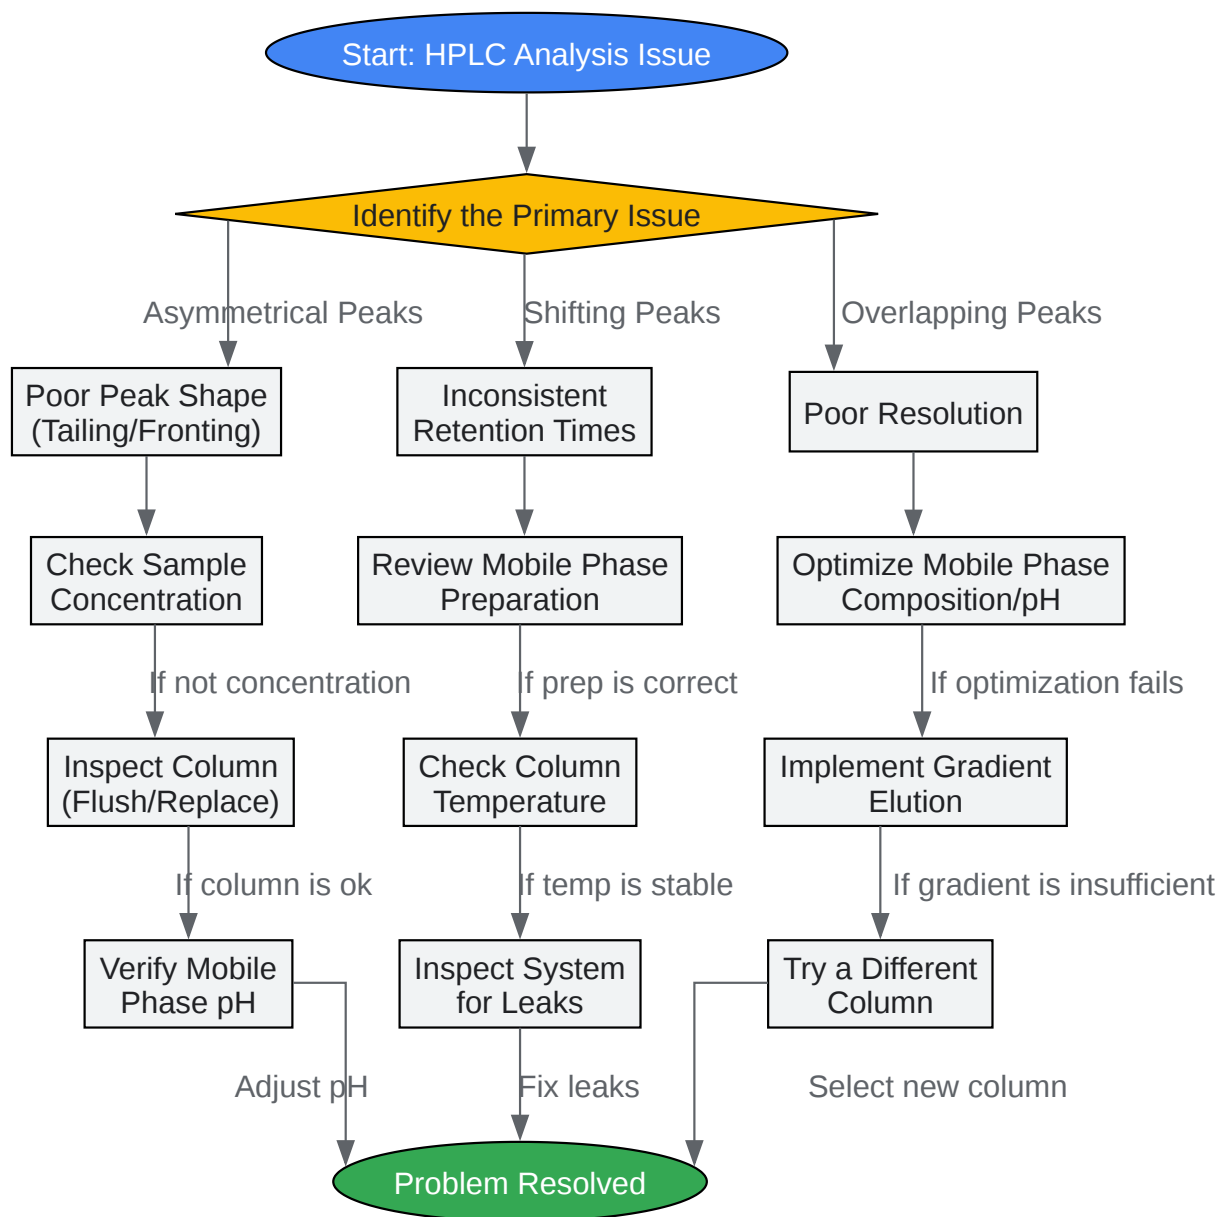 Start: HPLC Analysis Issue
Identify the Primary Issue
Asymmetrical Peaks
Shifting Peaks
Overlapping Peaks
Poor Peak Shape
(Tailing/Fronting)
Inconsistent
Retention Times
Poor Resolution
Check Sample
Concentration
Review Mobile Phase
Preparation
Optimize Mobile Phase
Composition/pH
If not concentration
If prep is correct
If optimization fails
Inspect Column
(Flush/Replace)
Check Column
Temperature
Implement Gradient
Elution
If column is ok
If temp is stable
If gradient is insufficient
Verify Mobile
Phase pH
Inspect System
for Leaks
Try a Different
Column
Adjust pH
Fix leaks
Select new column
Problem Resolved